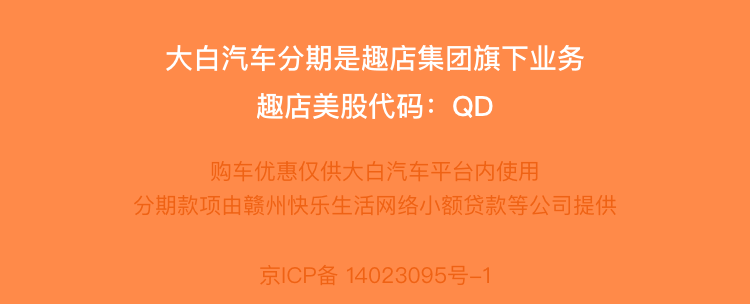 大白汽车分期是趣店集团旗下业务
趣店美股代码：QD
购车优惠仅供大白汽车平台内使用
分期款项由赣州快乐生活网络小额贷款等公司提供
京ICP备 14023095号-1